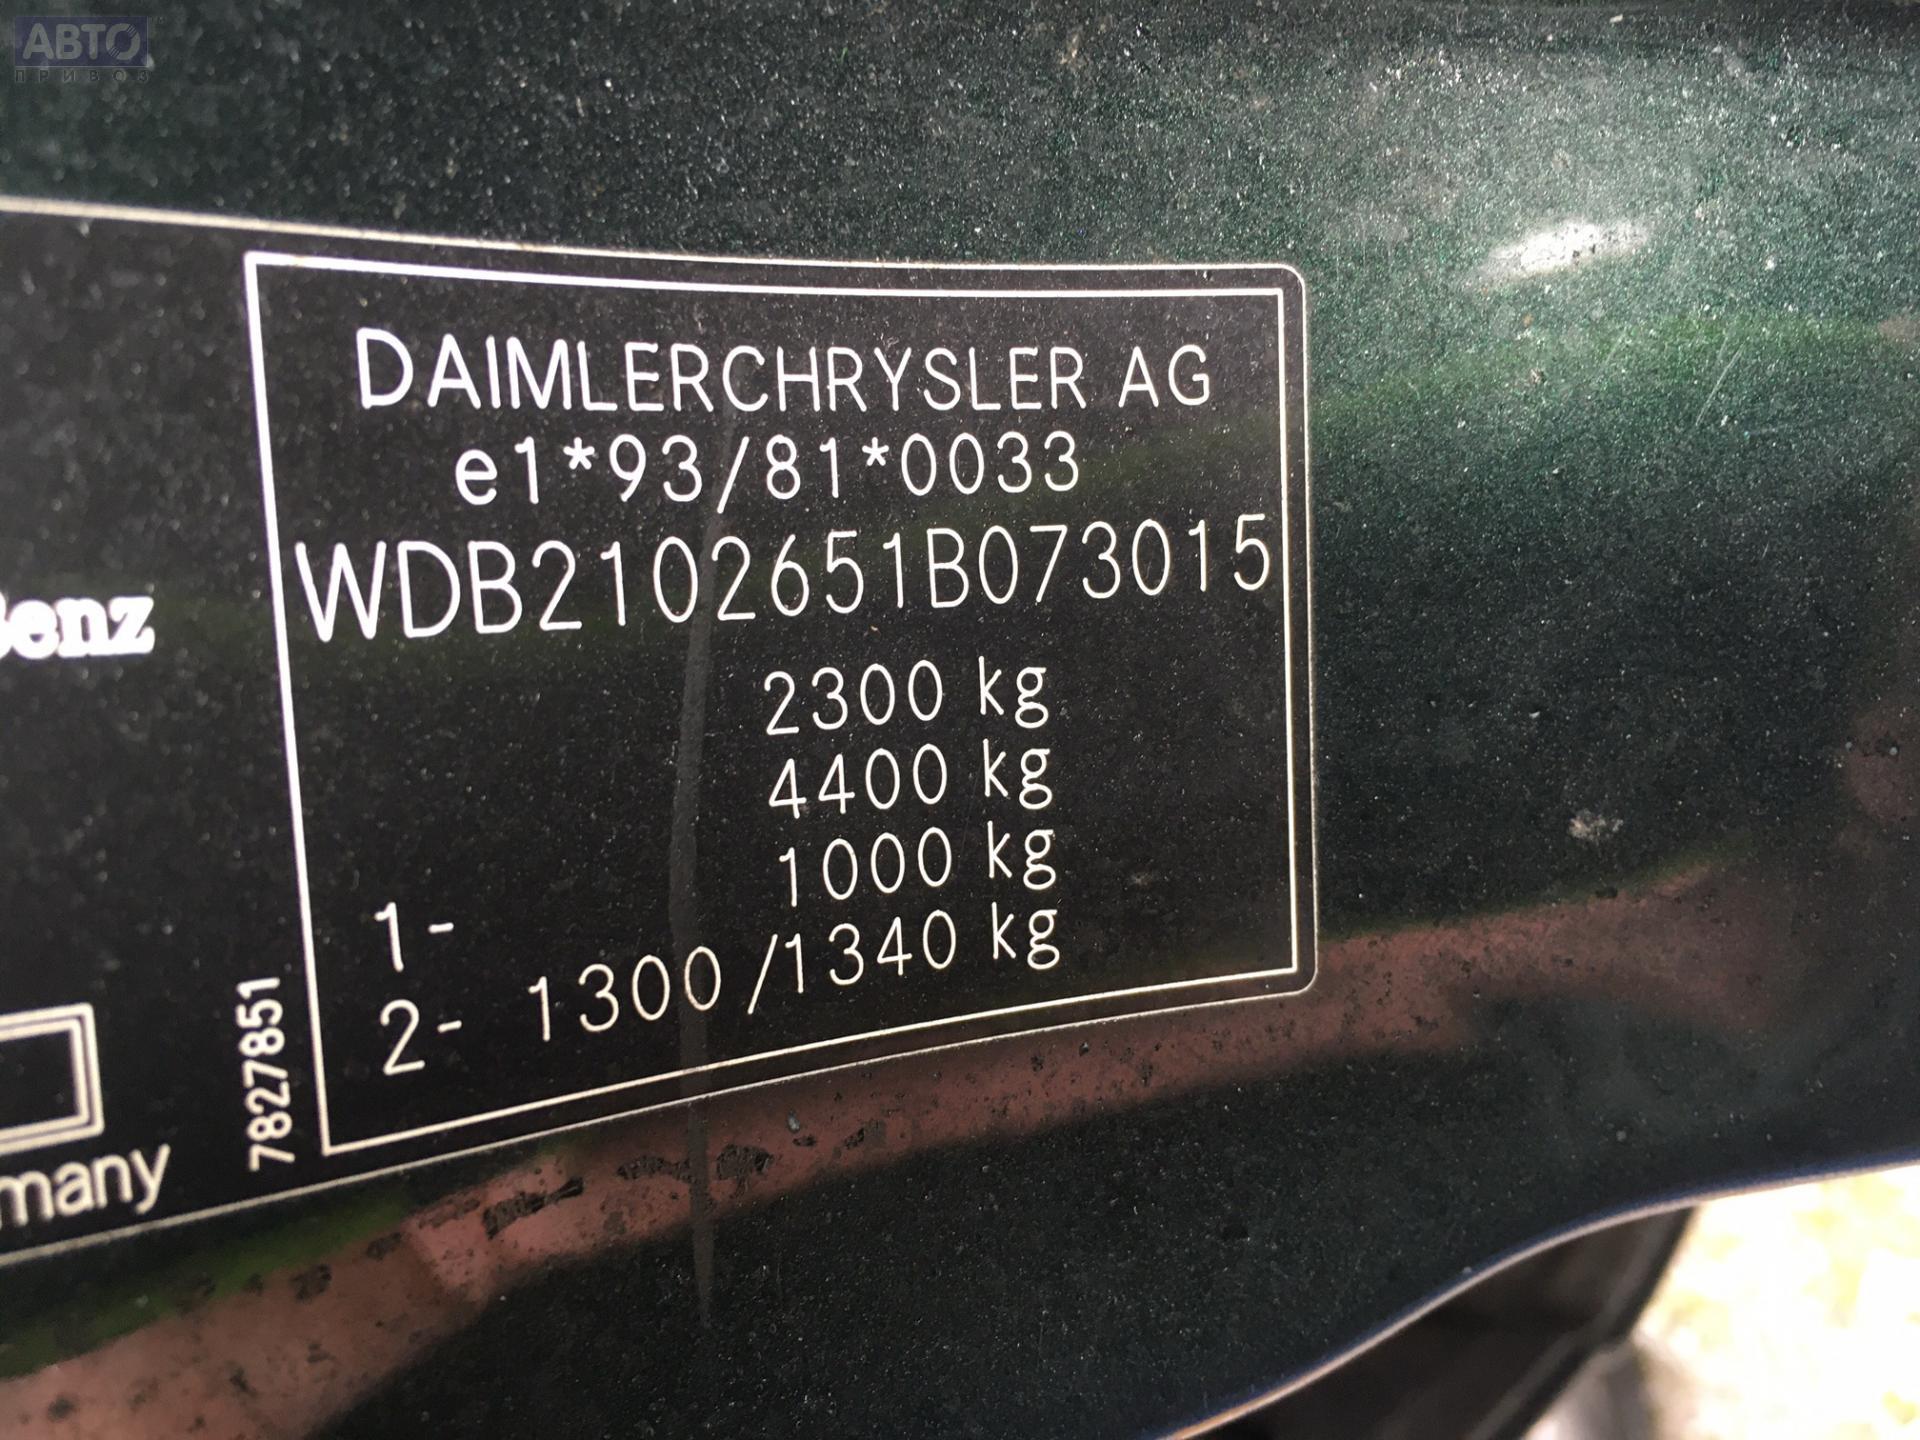 АВТО
ПРИВОЗ
DAIMLERCHRYSLER AG
e1*93/81*0033
WDB2102651B073015
2300 kg
4400 kg
1- 1000 kg
2- 1300/1340 kg
Benz
many
7827851